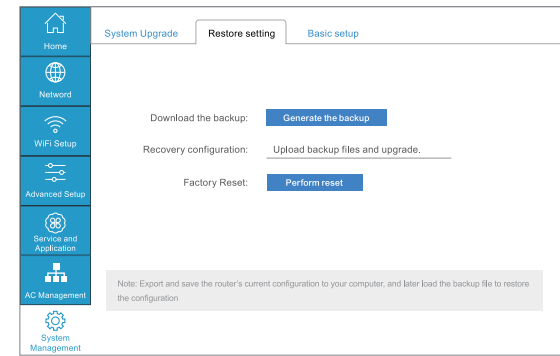 Home
Netword
WiFi Setup
Advanced Setup
Service and
Application
AC Management
System
Management
System Upgrade
Restore setting
Basic setup
Download the backup:
Generate the backup
Recovery configuration:
Upload backup files and upgrade.
Factory Reset:
Perform reset
Note: Export and save the router's current configuration to your computer, and later load the backup file to restore
the configuration